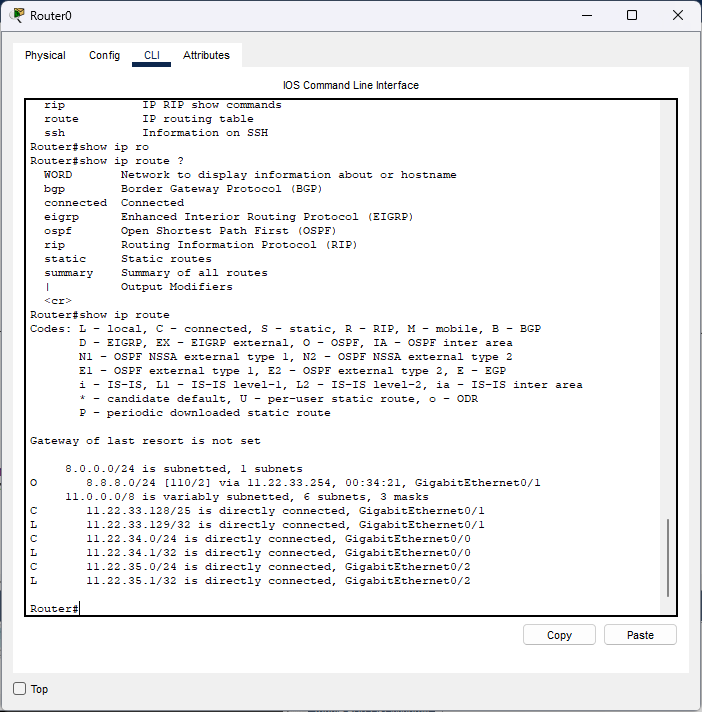 Router0
Physical Config CLI Attributes
IOS Command Line Interface
rip IP RIP show commands
route IP routing table
ssh Information on SSH
Router#show ip ro
Router#show ip route ?
WORD Network to display information about or hostname
bgp Border Gateway Protocol (BGP)
connected Connected
eigrp Enhanced Interior Routing Protocol (EIGRP)
ospf Open Shortest Path First (OSPF)
rip Routing Information Protocol (RIP)
static Static routes
summary Summary of all routes
| Output Modifiers
<cr>
Router#show ip route
Codes: L - local, C - connected, S - static, R - RIP, M - mobile, B - BGP
D - EIGRP, EX - EIGRP external, O - OSPF, IA - OSPF inter area
N1 - OSPF NSSA external type 1, N2 - OSPF NSSA external type 2
E1 - OSPF external type 1, E2 - OSPF external type 2, E - EGP
i - IS-IS, L1 - IS-IS level-1, L2 - IS-IS level-2, ia - IS-IS inter area
* - candidate default, U - per-user static route, o - ODR
P - periodic downloaded static route
Gateway of last resort is not set
8.0.0.0/24 is subnetted, 1 subnets
O 8.8.8.0/24 [110/2] via 11.22.33.254, 00:34:21, GigabitEthernet0/1
11.0.0.0/8 is variably subnetted, 6 subnets, 3 masks
C 11.22.33.128/25 is directly connected, GigabitEthernet0/1
L 11.22.33.129/32 is directly connected, GigabitEthernet0/1
C 11.22.34.0/24 is directly connected, GigabitEthernet0/0
L 11.22.34.1/32 is directly connected, GigabitEthernet0/0
C 11.22.35.0/24 is directly connected, GigabitEthernet0/2
L 11.22.35.1/32 is directly connected, GigabitEthernet0/2
Router#
Copy Paste
Top